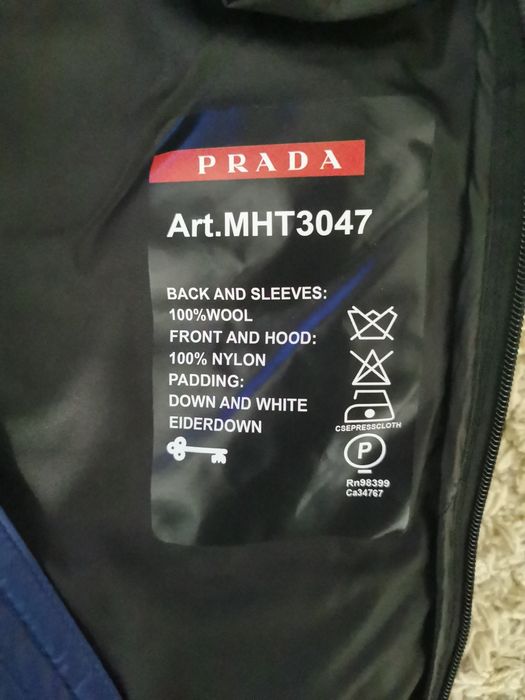 PRADA
Art.MHT3047
BACK AND SLEEVES:
100%WOOL
FRONT AND HOOD:
100% NYLON
PADDING:
DOWN AND WHITE
EIDERDOWN
CSEPRESSCLOTH
P
Rn98399
Ca34767